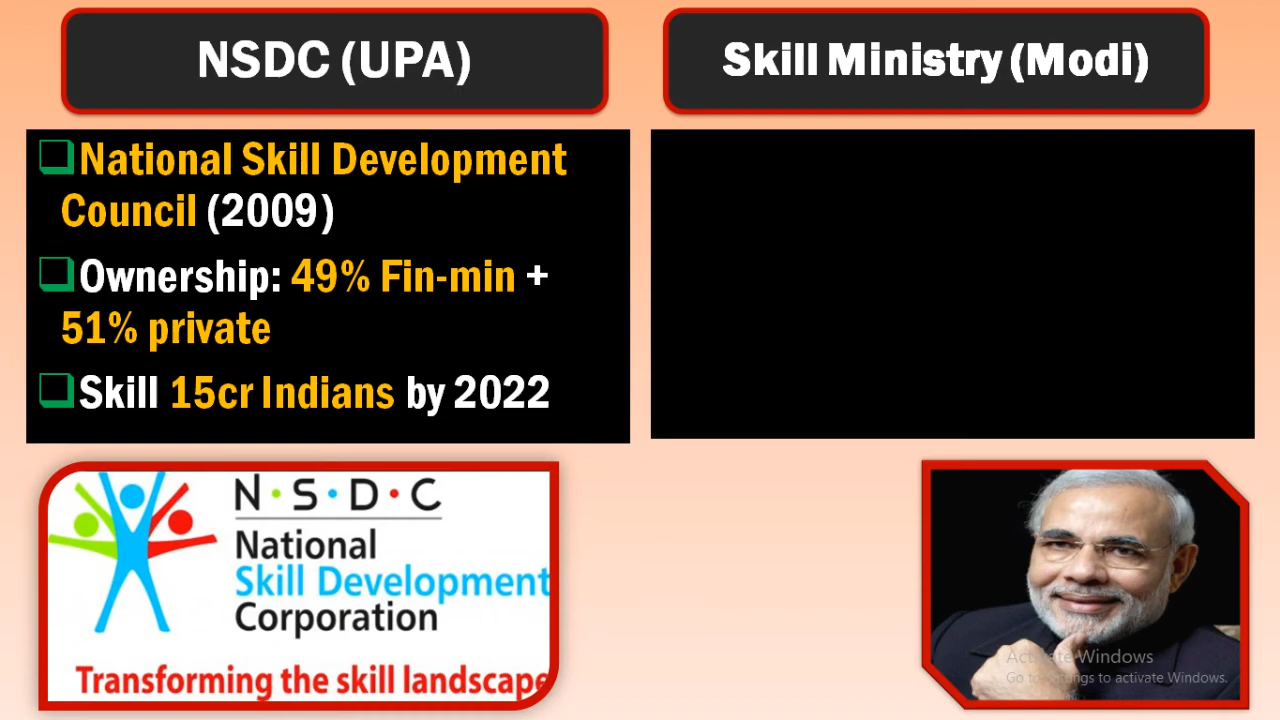 NSDC (UPA)
Skill Ministry (Modi)
National Skill Development
Council (2009)
Ownership: 49% Fin-min +
51% private
Skill 15cr Indians by 2022
N·S·D·C
National
Skill Development
Corporation
Transforming the skill landscape
Activate Windows
Go to Settings to activate Windows.